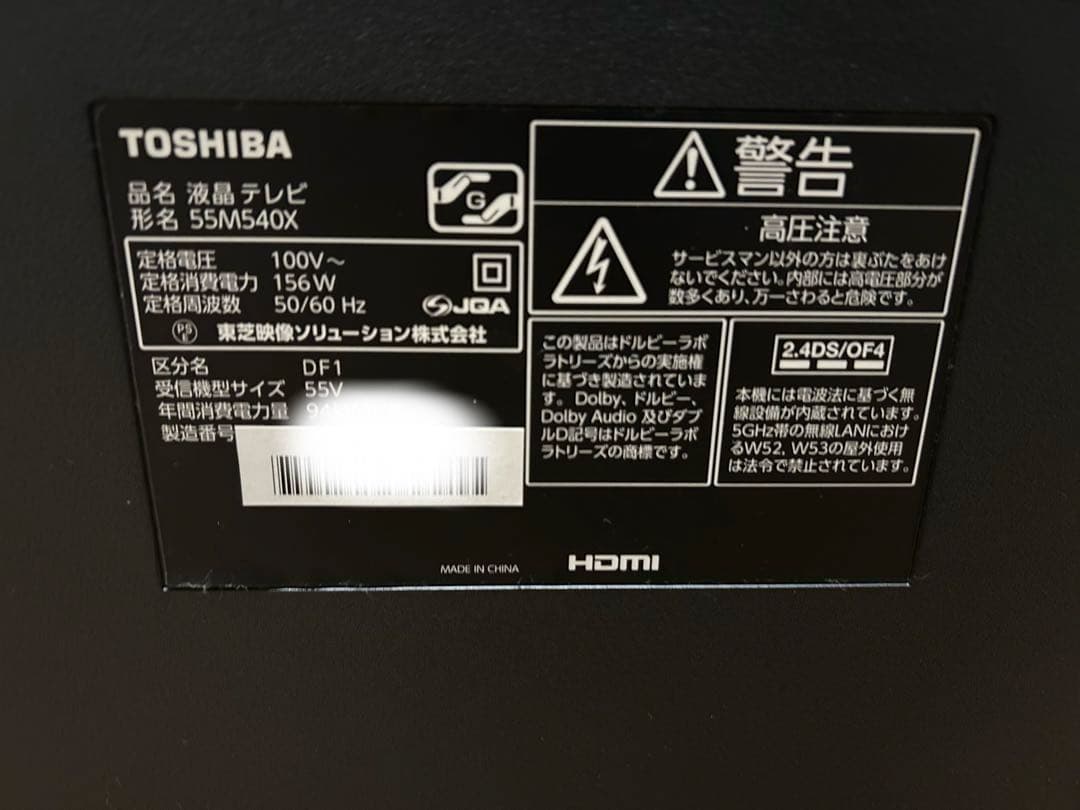 TOSHIBA
品名 液晶テレビ
形名 55M540X
G
定格電圧 100V～
定格消費電力 156W
定格周波数 50/60 Hz
JQA
PS
E
東芝映像ソリューション株式会社
区分名 DF1
受信機型サイズ 55V
年間消費電力量
製造番号
警告
高圧注意
サービスマン以外の方は裏ぶたをあけ
ないでください。内部には高電圧部分が
数多くあり、万一さわると危険です。
この製品はドルビーラボ
ラトリーズからの実施権
に基づき製造されていま
す。Dolby、ドルビー、
Dolby Audio 及びダブ
ルD記号はドルビーラボ
ラトリーズの商標です。
2.4DS/OF4
本機には電波法に基づく無
線設備が内蔵されています。
5GHz帯の無線LANにおけ
るW52, W53の屋外使用
は法令で禁止されています。
MADE IN CHINA
HDMI